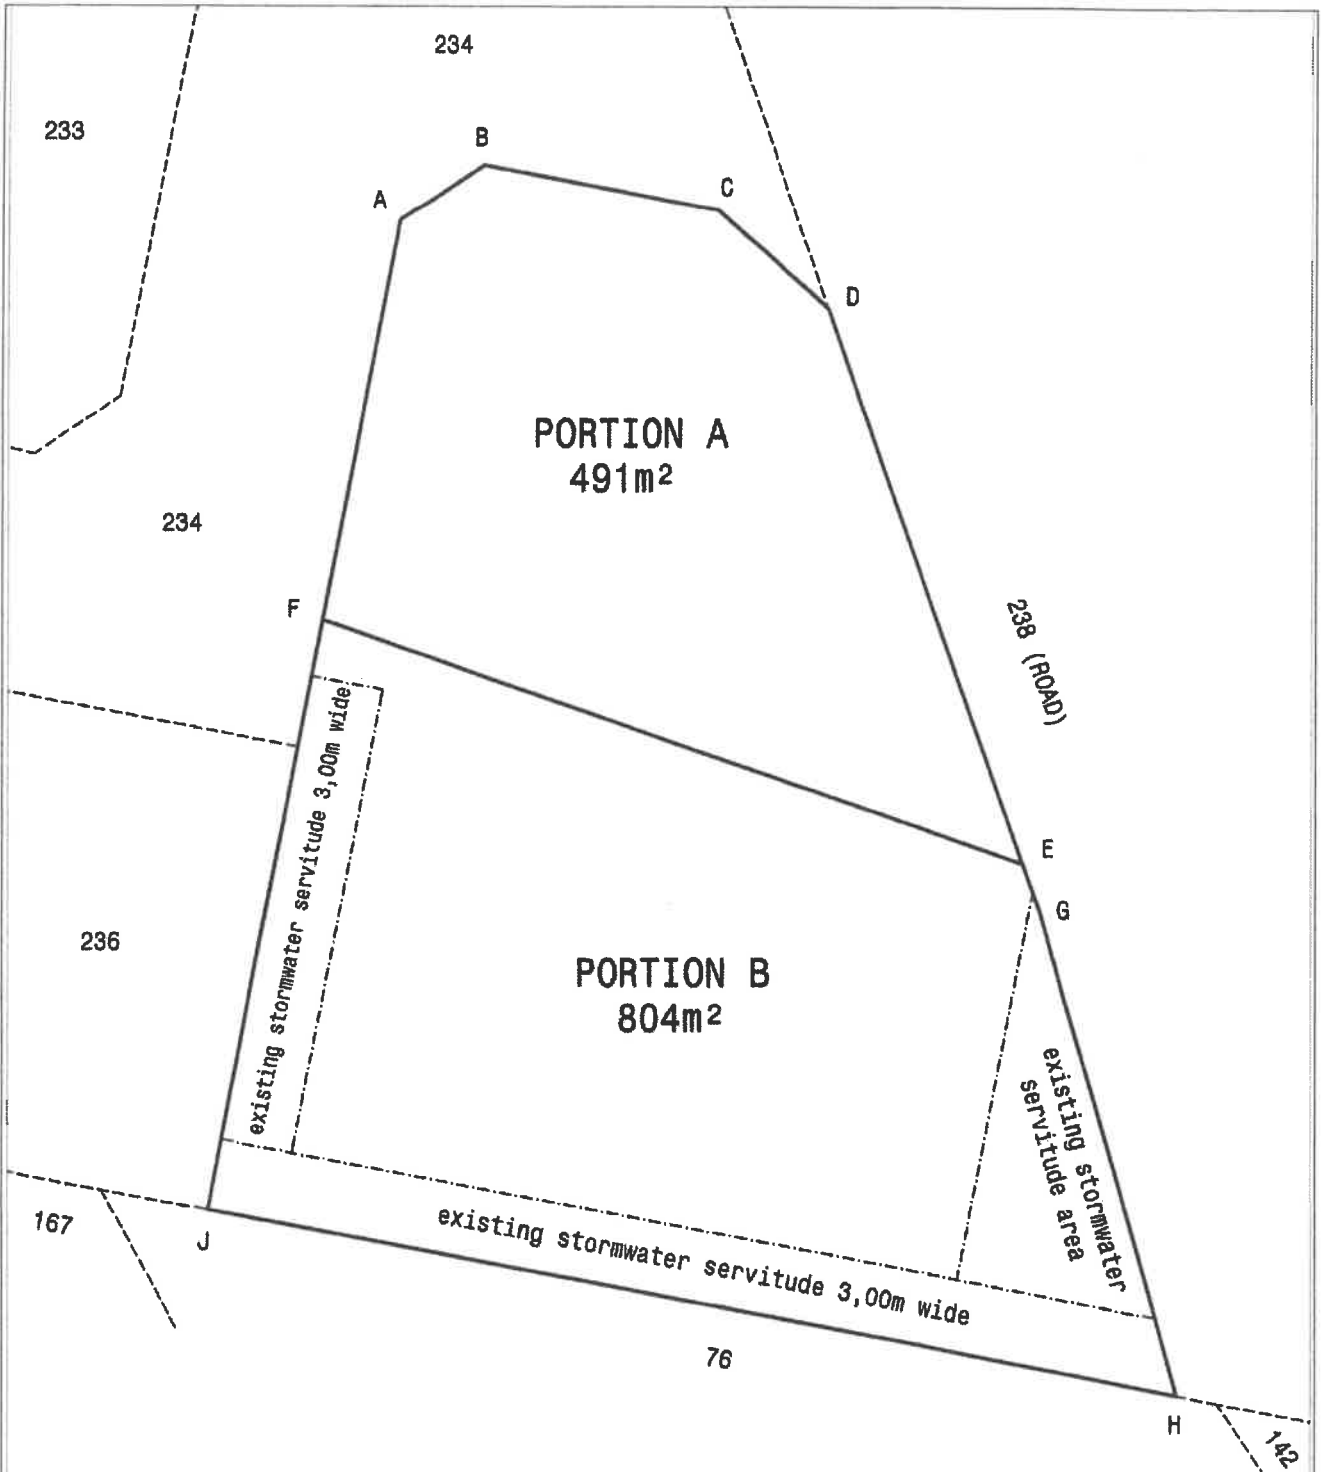 234
233
B
A
C
D
PORTION A
491m²
234
F
238 (ROAD)
existing stormwater servitude 3,00m wide
E
G
236
PORTION B
804m²
existing stormwater
servitude area
167
J
existing stormwater servitude 3,00m wide
76
H
142